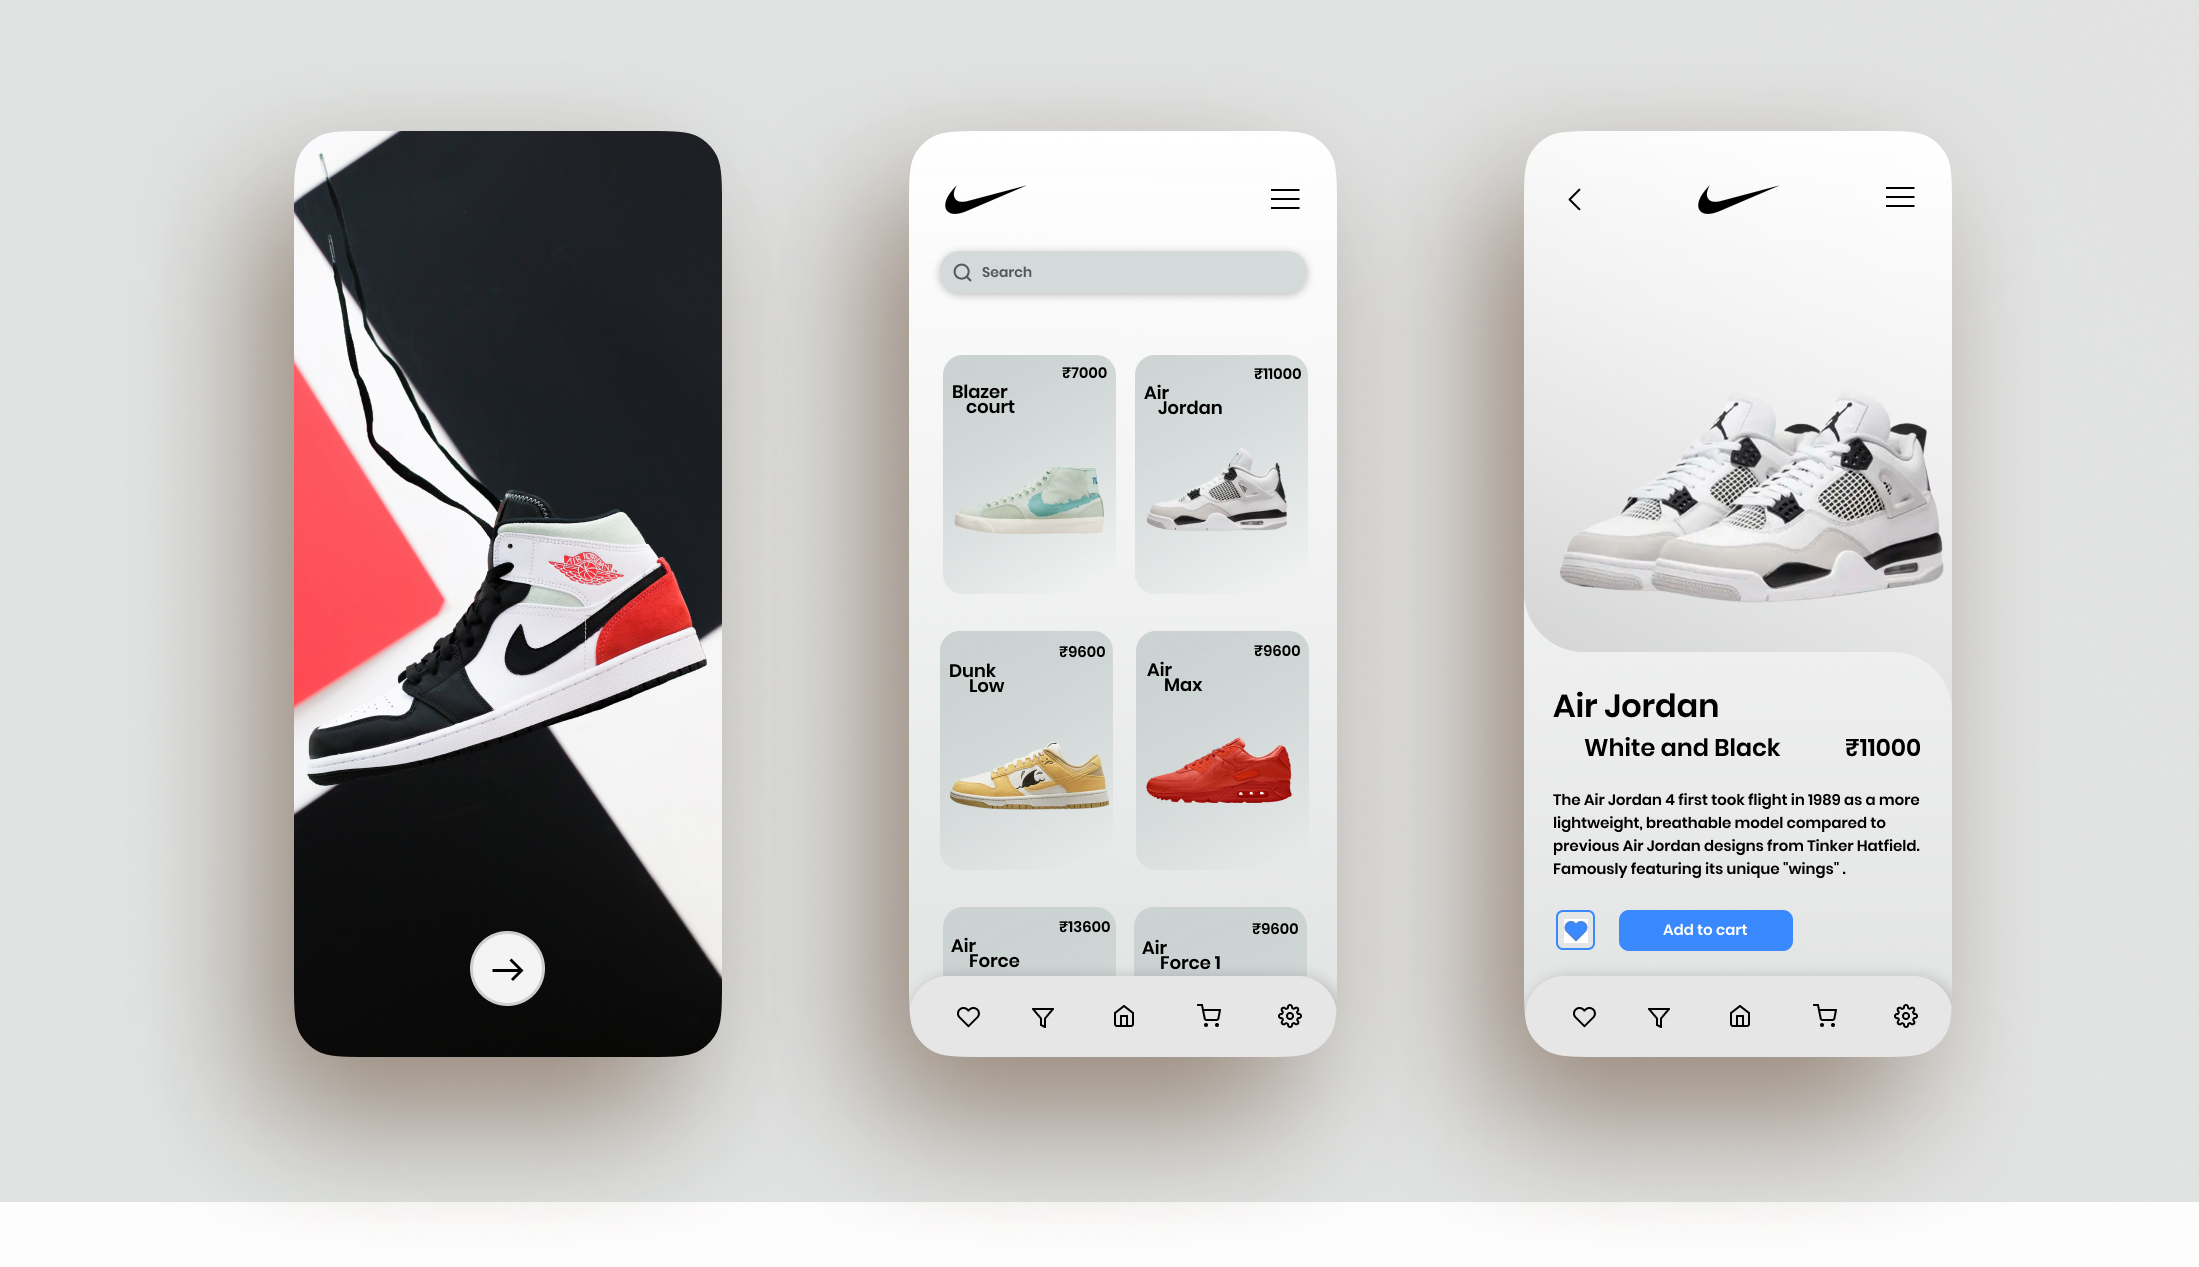 AIR JORDAN
Search
₹7000
Blazer
court
₹11000
Air
Jordan
₹9600
Dunk
Low
₹9600
Air
Max
₹13600
Air
Force
₹9600
Air
Force 1
Air Jordan
White and Black
₹11000
The Air Jordan 4 first took flight in 1989 as a more
lightweight, breathable model compared to
previous Air Jordan designs from Tinker Hatfield.
Famously featuring its unique "wings" .
Add to cart